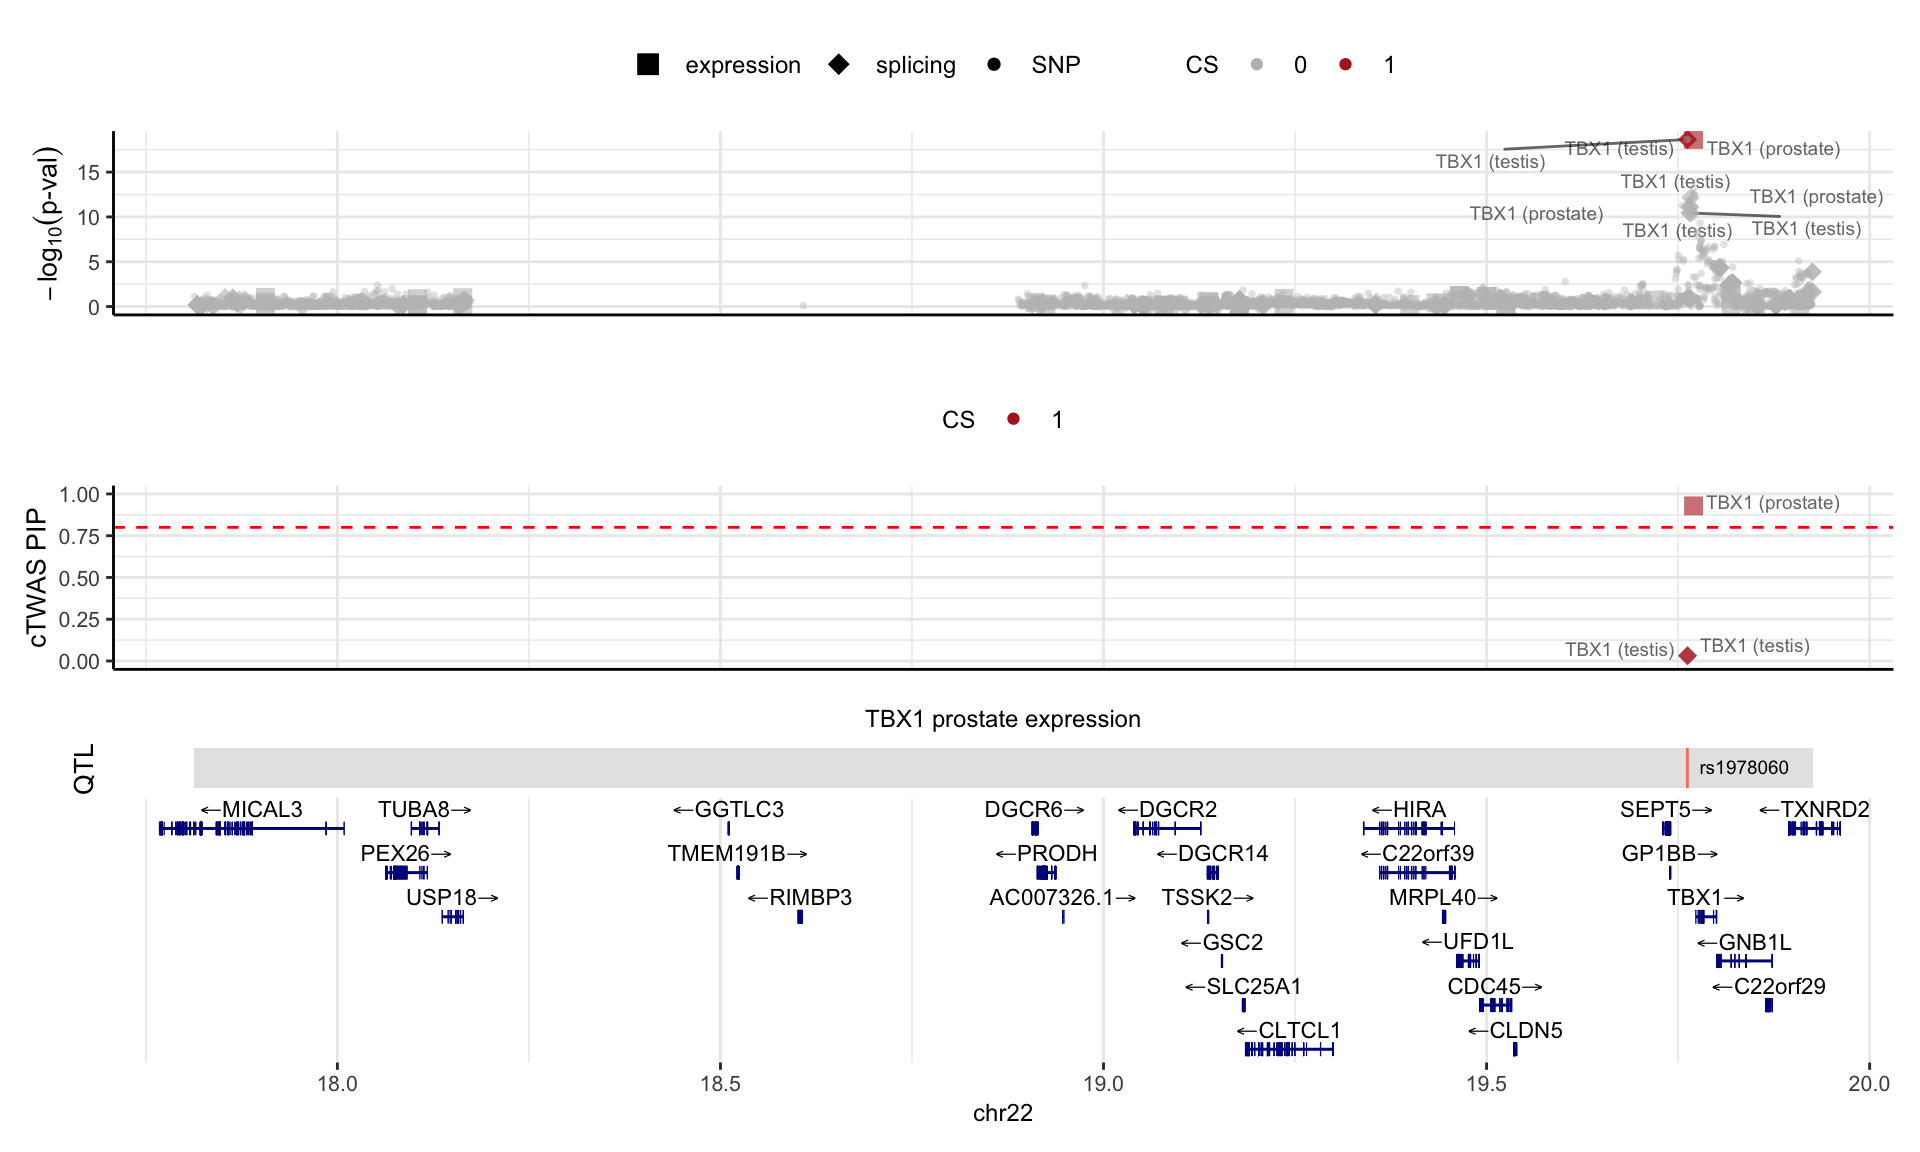 expression splicing SNP CS 0 1
−log10(p-val)
15
10
5
0
TBX1 (testis)
TBX1 (prostate)
TBX1 (testis)
TBX1 (testis)
TBX1 (prostate)
TBX1 (prostate)
TBX1 (testis)
TBX1 (testis)
CS 1
cTWAS PIP
1.00
0.75
0.50
0.25
0.00
TBX1 (prostate)
TBX1 (testis)
TBX1 (testis)
TBX1 prostate expression
QTL
rs1978060
←MICAL3 TUBA8→ ←GGTLC3 DGCR6→ ←DGCR2 ←HIRA SEPT5→ ←TXNRD2
PEX26→ TMEM191B→ ←PRODH ←DGCR14 ←C22orf39 GP1BB→
USP18→ ←RIMBP3 AC007326.1→ TSSK2→ MRPL40→ TBX1→
←GSC2 ←UFD1L ←GNB1L
←SLC25A1 CDC45→ ←C22orf29
←CLTCL1 ←CLDN5
18.0 18.5 19.0 19.5 20.0
chr22